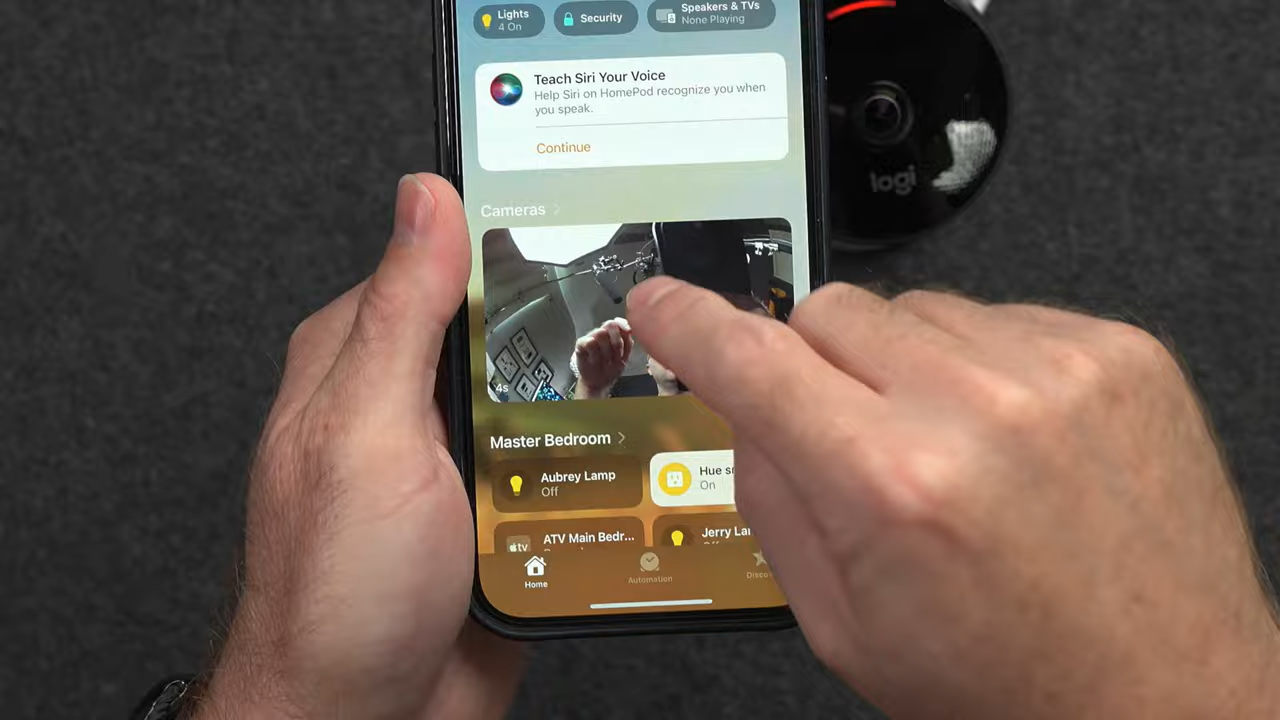 Lights
4 On
Security
Speakers & TVs
None Playing
Teach Siri Your Voice
Help Siri on HomePod recognize you when
you speak.
Continue
logi
Cameras
4s
Master Bedroom
Aubrey Lamp
Off
Hue
On
ATV Main Bedr...
Jerry
tv
Home
Automation